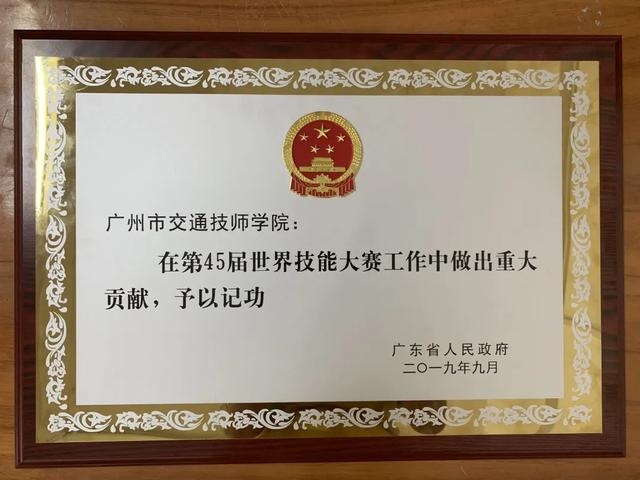 广州市交通技师学院：
在第45届世界技能大赛工作中做出重大
贡献，予以记功
广东省人民政府
二〇一九年九月